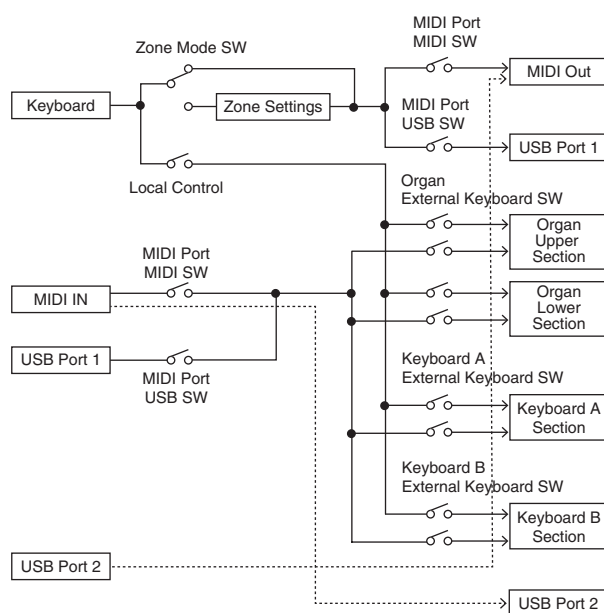 MIDI Port
MIDI SW
Zone Mode SW
MIDI Out
Keyboard
Zone Settings
MIDI Port
USB SW
USB Port 1
Local Control
Organ
External Keyboard SW
Organ
Upper
Section
MIDI Port
MIDI SW
MIDI IN
Organ
Lower
Section
USB Port 1
MIDI Port
USB SW
Keyboard A
External Keyboard SW
Keyboard A
Section
Keyboard B
External Keyboard SW
Keyboard B
Section
USB Port 2
USB Port 2